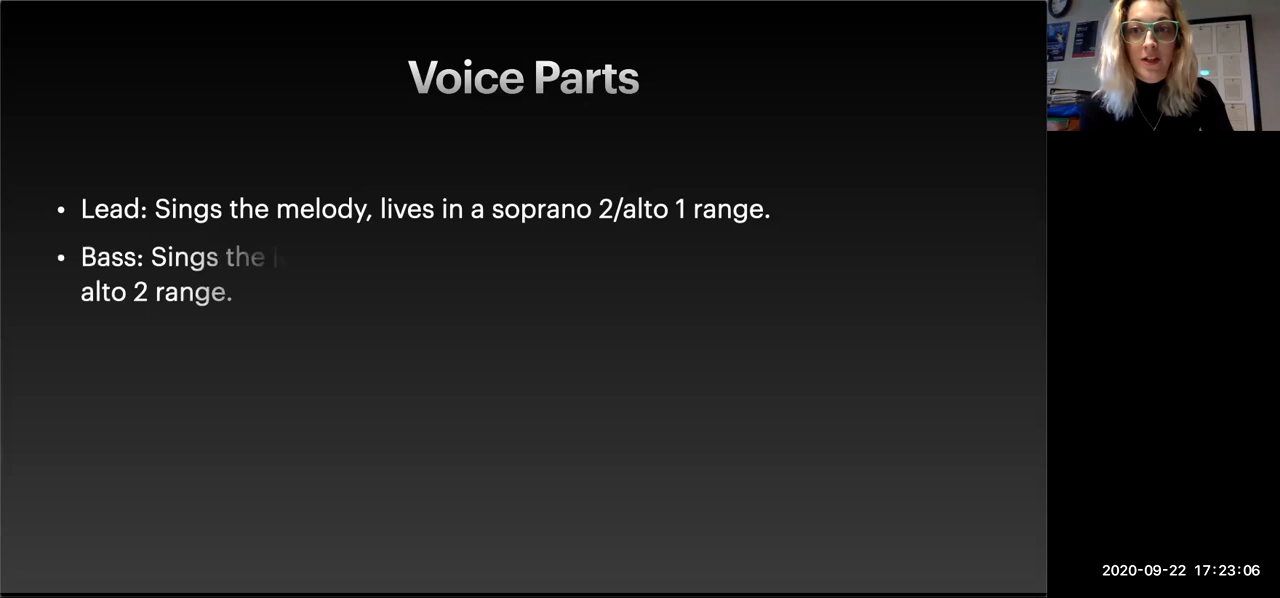 Voice Parts
• Lead: Sings the melody, lives in a soprano 2/alto 1 range.
• Bass: Sings the
alto 2 range.
2020-09-22 17:23:06